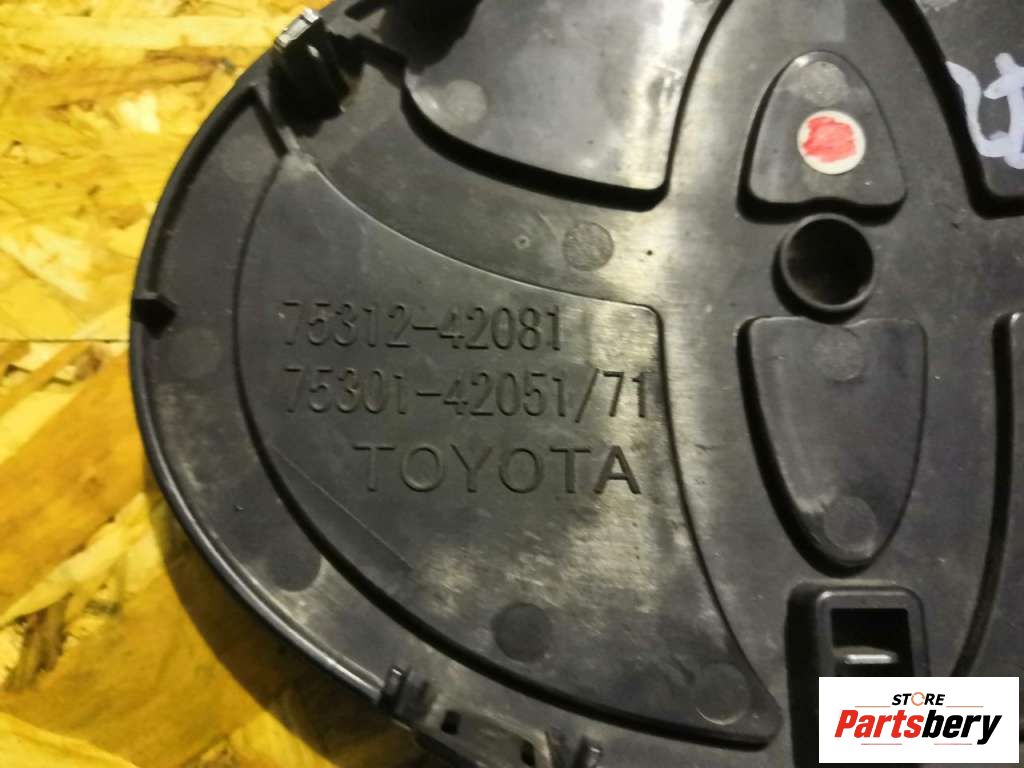 75312-42081
75301-42051/71
TOYOTA
STORE
Partsbery